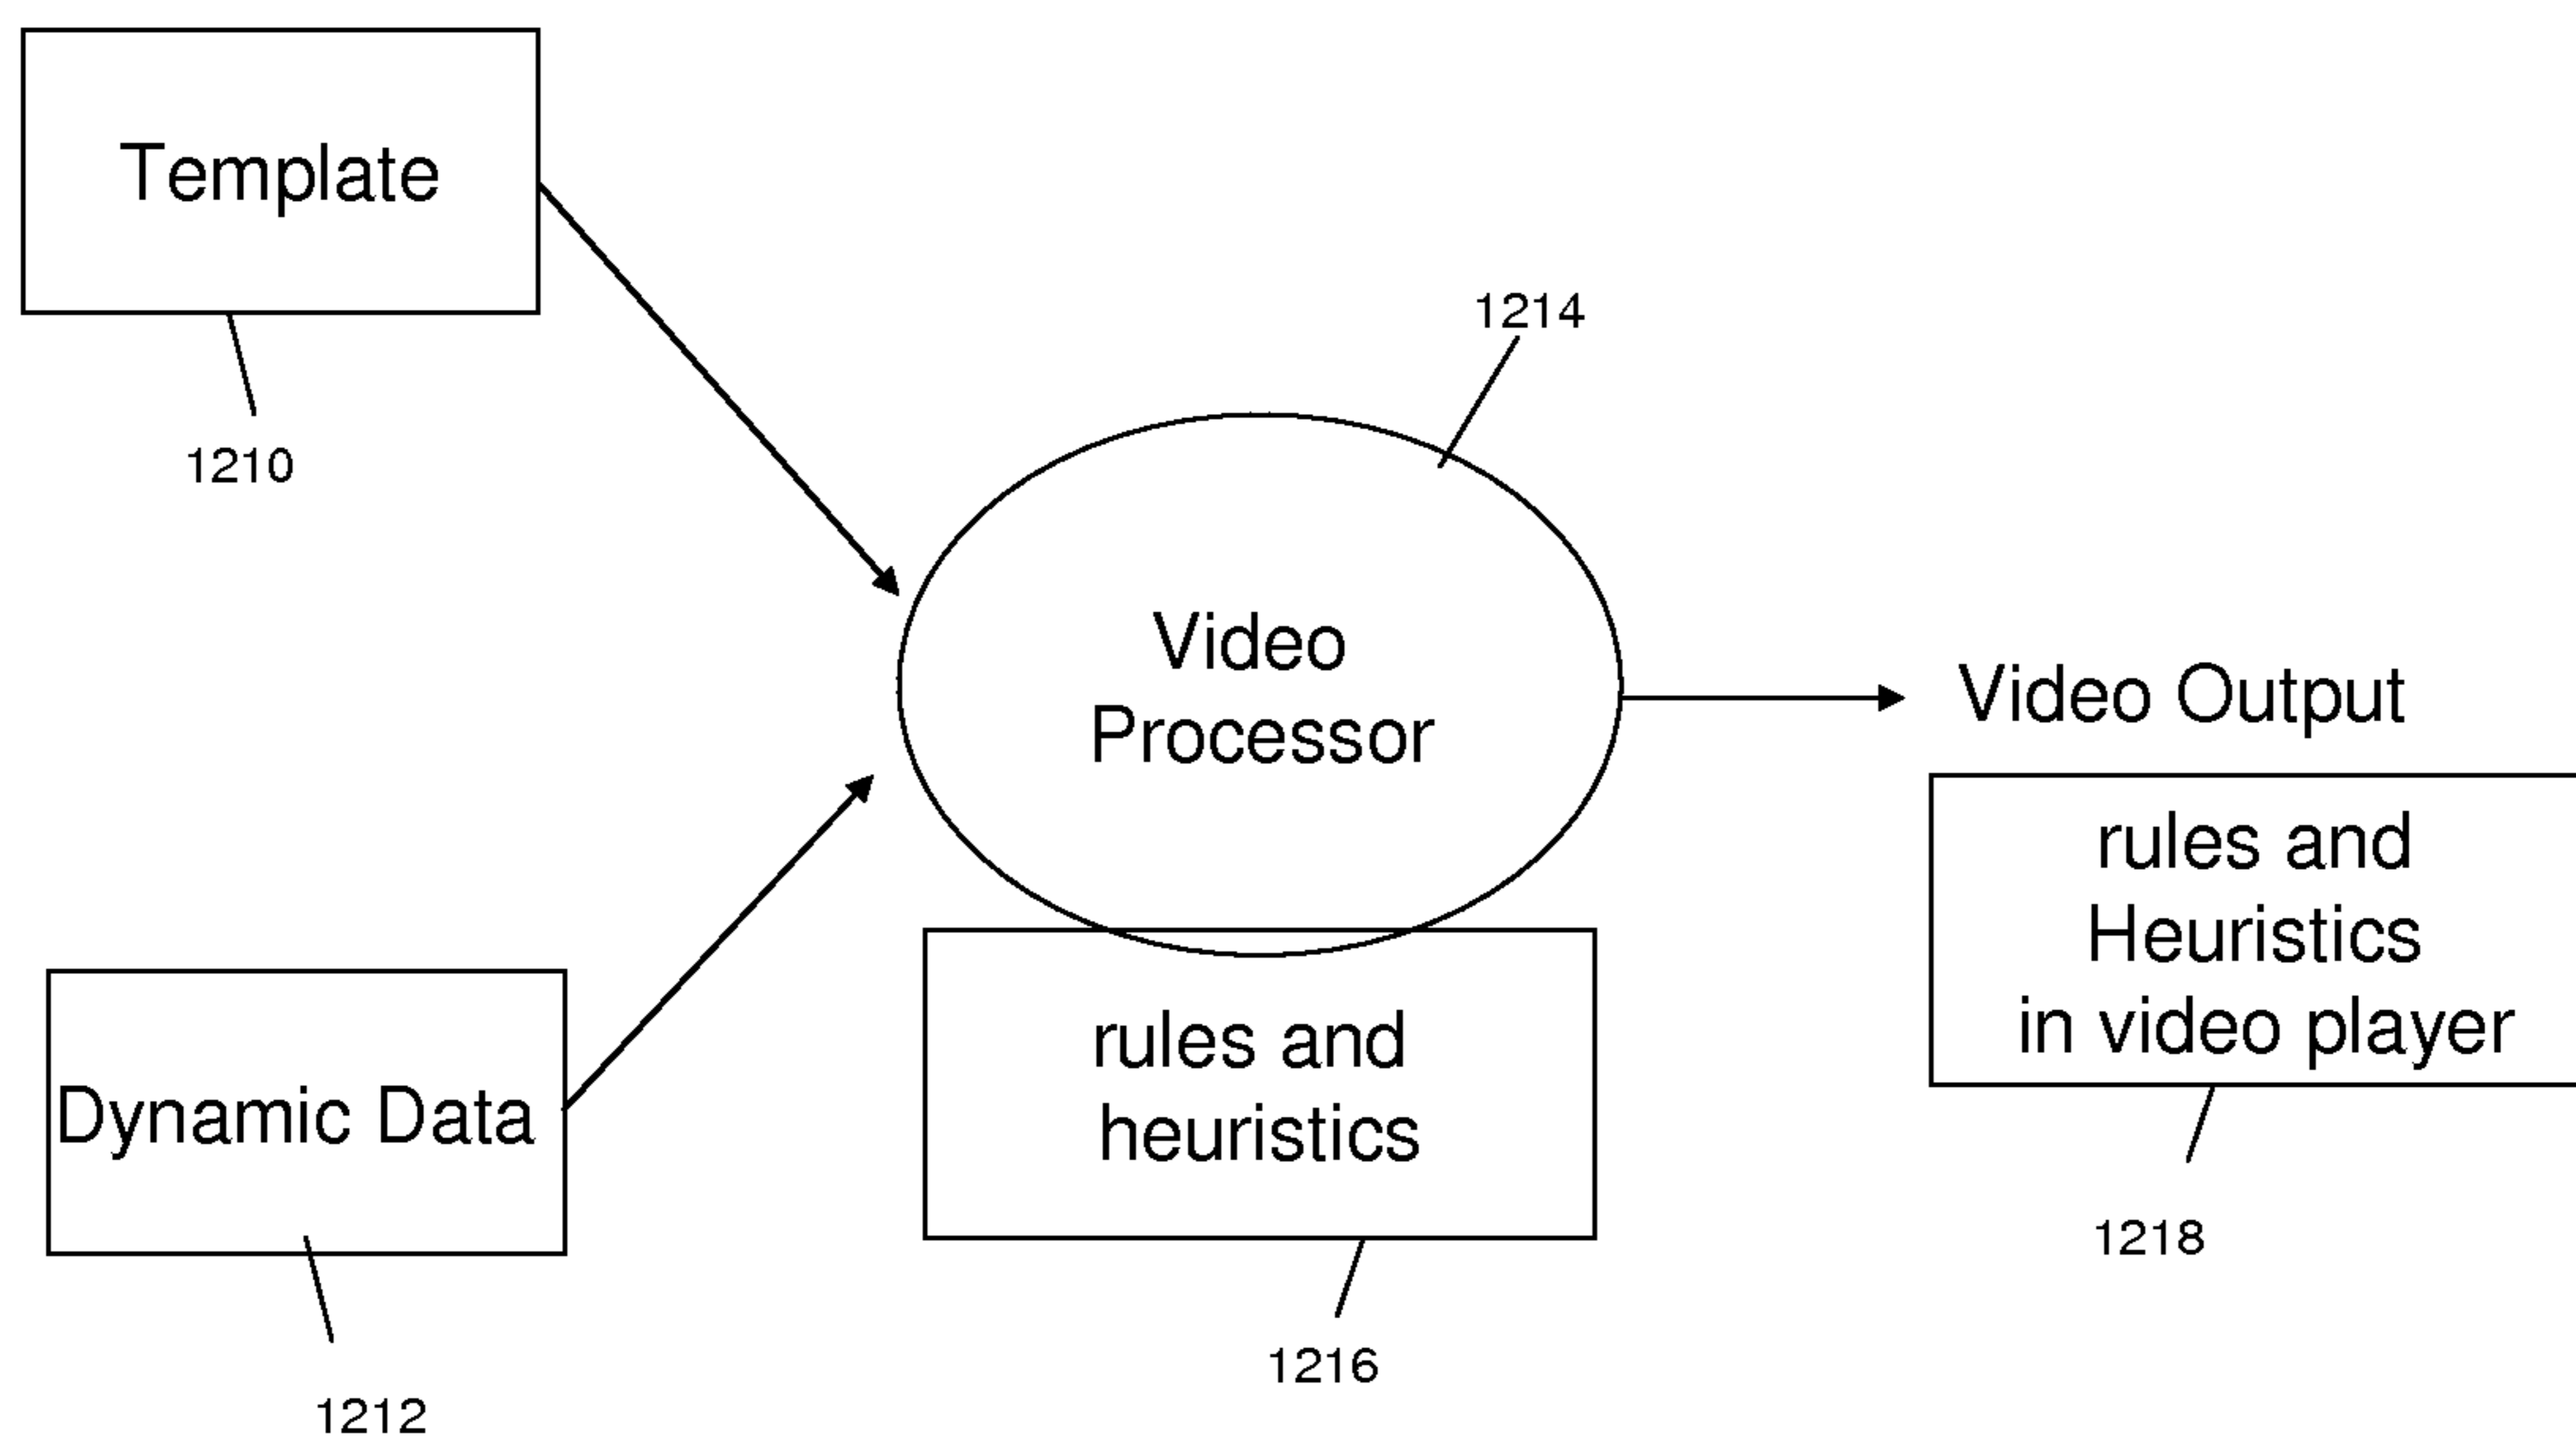 Template
1210
1214
Video
Processor
Video Output
rules and
Heuristics
in video player
1218
Dynamic Data
1212
rules and
heuristics
1216